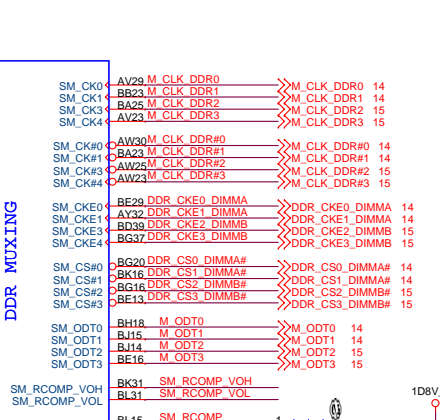 SM_CK0 AV29 M_CLK_DDR0 M_CLK_DDR0 14
SM_CK1 BB23 M_CLK_DDR1 M_CLK_DDR1 14
SM_CK3 BA25 M_CLK_DDR2 M_CLK_DDR2 15
SM_CK4 AV23 M_CLK_DDR3 M_CLK_DDR3 15
SM_CK#0 AW30 M_CLK_DDR#0 M_CLK_DDR#0 14
SM_CK#1 BA23 M_CLK_DDR#1 M_CLK_DDR#1 14
SM_CK#3 AW25 M_CLK_DDR#2 M_CLK_DDR#2 15
SM_CK#4 AW23 M_CLK_DDR#3 M_CLK_DDR#3 15
SM_CKE0 BE29 DDR_CKE0_DIMMA DDR_CKE0_DIMMA 14
SM_CKE1 AY32 DDR_CKE1_DIMMA DDR_CKE1_DIMMA 14
SM_CKE3 BD39 DDR_CKE2_DIMMB DDR_CKE2_DIMMB 15
SM_CKE4 BG37 DDR_CKE3_DIMMB DDR_CKE3_DIMMB 15
DDR MUXING
SM_CS#0 BG20 DDR_CS0_DIMMA# DDR_CS0_DIMMA# 14
SM_CS#1 BK16 DDR_CS1_DIMMA# DDR_CS1_DIMMA# 14
SM_CS#2 BG16 DDR_CS2_DIMMB# DDR_CS2_DIMMB# 15
SM_CS#3 BE13 DDR_CS3_DIMMB# DDR_CS3_DIMMB# 15
SM_ODT0 BH18 M_ODT0 M_ODT0 14
SM_ODT1 BJ15 M_ODT1 M_ODT1 14
SM_ODT2 BJ14 M_ODT2 M_ODT2 15
SM_ODT3 BE16 M_ODT3 M_ODT3 15
SM_RCOMP_VOH BK31 SM_RCOMP_VOH
SM_RCOMP_VOL BL31 SM_RCOMP_VOL
1D8V
BL15 SM_RCOMP 1